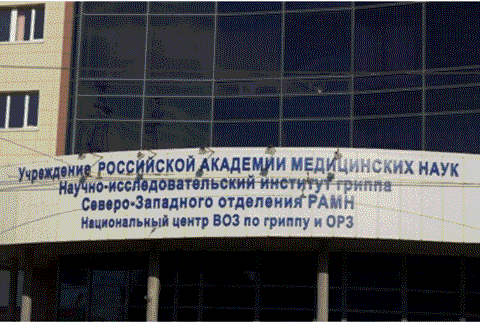 Учреждение РОССИЙСКОЙ АКАДЕМИИ МЕДИЦИНСКИХ НАУК
Научно-исследовательский институт гриппа
Северо-Западного отделения РАМН
Национальный центр ВОЗ по гриппу и ОРЗ